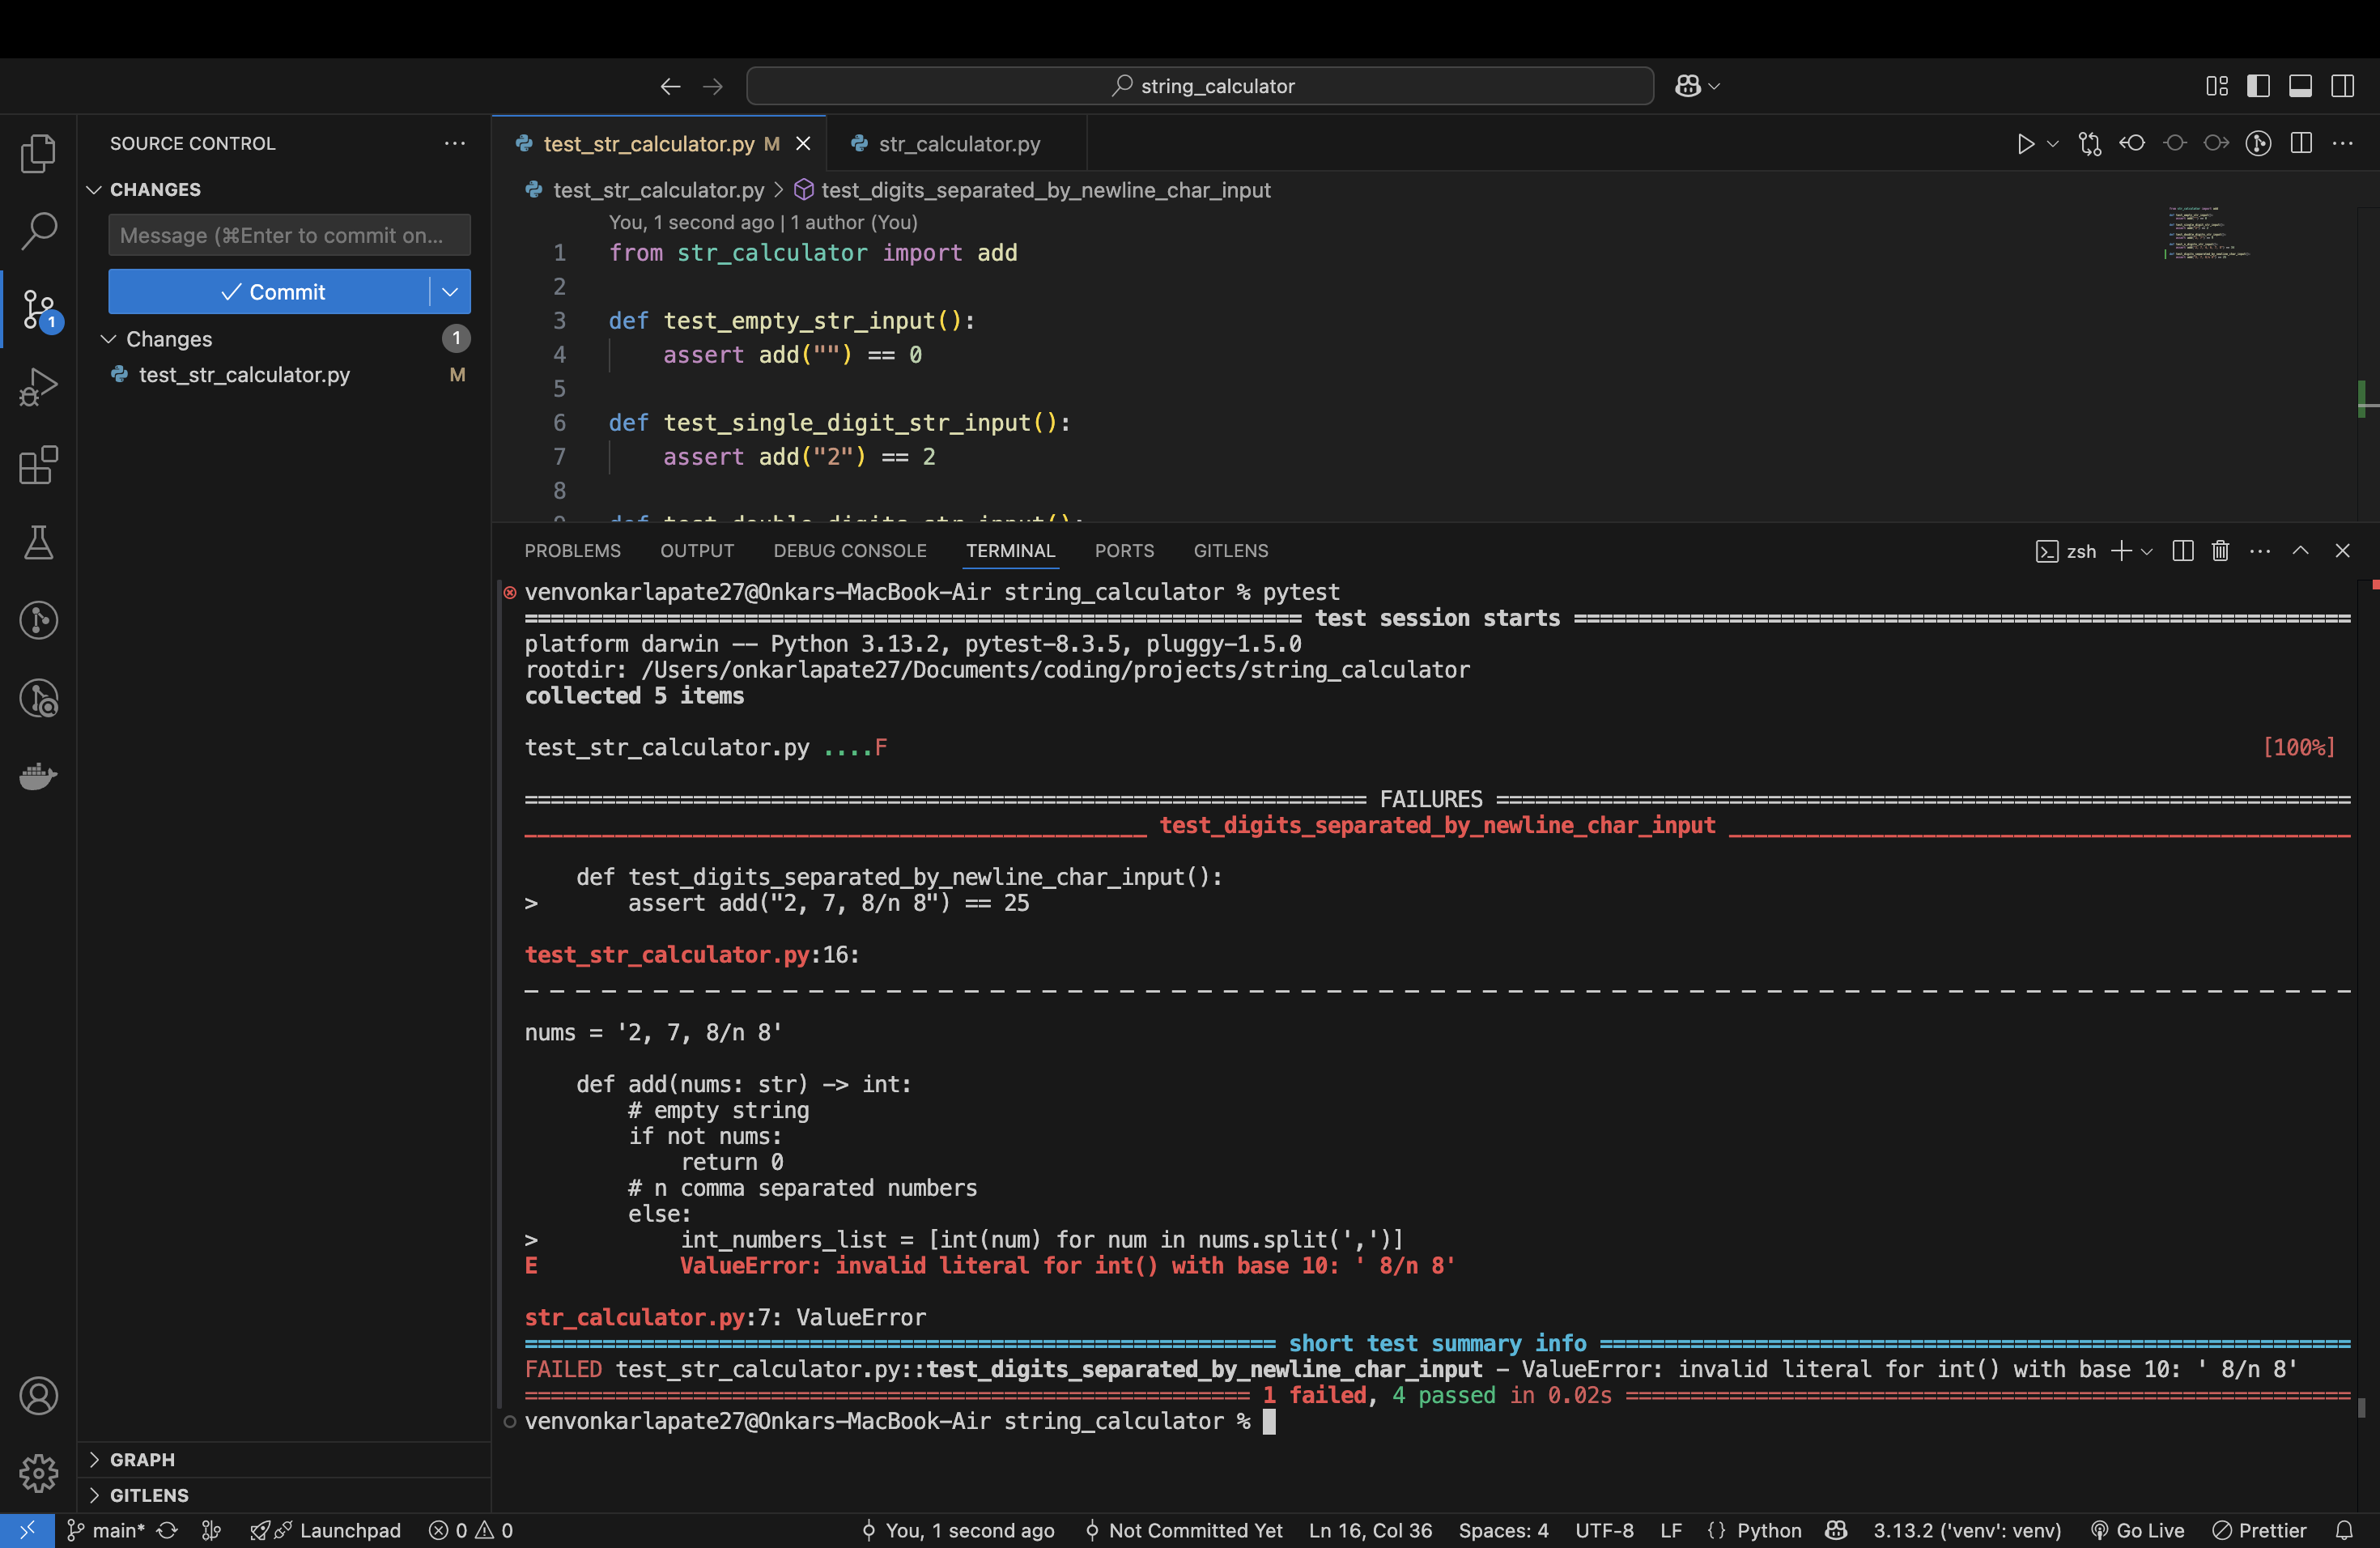 string_calculator
SOURCE CONTROL
CHANGES
Message (⌘Enter to commit on...
Commit
Changes 1
test_str_calculator.py M
GRAPH
GITLENS
1
test_str_calculator.py M
str_calculator.py
test_str_calculator.py > test_digits_separated_by_newline_char_input
You, 1 second ago | 1 author (You)
1 from str_calculator import add
2
3 def test_empty_str_input():
4 assert add("") == 0
5
6 def test_single_digit_str_input():
7 assert add("2") == 2
8
9 def test_double_digits_str_input():
PROBLEMS OUTPUT DEBUG CONSOLE TERMINAL PORTS GITLENS
zsh
venvonkarlapate27@Onkars-MacBook-Air string_calculator % pytest
test session starts
platform darwin -- Python 3.13.2, pytest-8.3.5, pluggy-1.5.0
rootdir: /Users/onkarlapate27/Documents/coding/projects/string_calculator
collected 5 items
test_str_calculator.py ....F [100%]
FAILURES
test_digits_separated_by_newline_char_input
def test_digits_separated_by_newline_char_input():
> assert add("2, 7, 8/n 8") == 25
test_str_calculator.py:16:
_ _ _ _ _ _ _ _ _ _ _ _ _ _ _ _ _ _ _ _ _ _ _ _ _ _ _ _ _ _ _ _ _ _ _ _ _ _ _ _
nums = '2, 7, 8/n 8'
def add(nums: str) -> int:
# empty string
if not nums:
return 0
# n comma separated numbers
else:
> int_numbers_list = [int(num) for num in nums.split(',')]
E ValueError: invalid literal for int() with base 10: ' 8/n 8'
str_calculator.py:7: ValueError
short test summary info
FAILED test_str_calculator.py::test_digits_separated_by_newline_char_input - ValueError: invalid literal for int() with base 10: ' 8/n 8'
1 failed, 4 passed in 0.02s
venvonkarlapate27@Onkars-MacBook-Air string_calculator %
main* Launchpad 0 0 You, 1 second ago Not Committed Yet Ln 16, Col 36 Spaces: 4 UTF-8 LF {} Python 3.13.2 ('venv': venv) Go Live Prettier